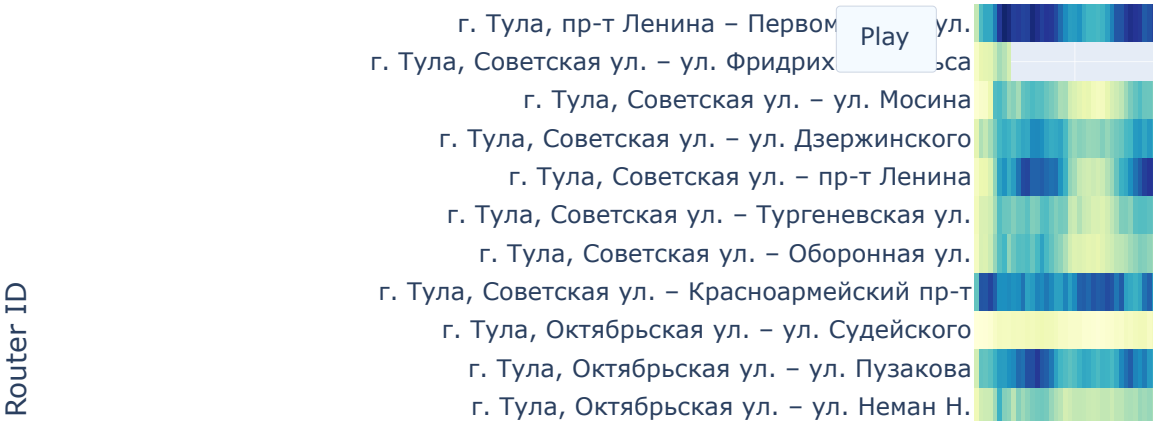 г. Тула, пр-т Ленина – Первом ул.
Play
г. Тула, Советская ул. – ул. Фридрих ьса
г. Тула, Советская ул. – ул. Мосина
г. Тула, Советская ул. – ул. Дзержинского
г. Тула, Советская ул. – пр-т Ленина
г. Тула, Советская ул. – Тургеневская ул.
г. Тула, Советская ул. – Оборонная ул.
г. Тула, Советская ул. – Красноармейский пр-т
г. Тула, Октябрьская ул. – ул. Судейского
г. Тула, Октябрьская ул. – ул. Пузакова
г. Тула, Октябрьская ул. – ул. Неман Н.
Router ID